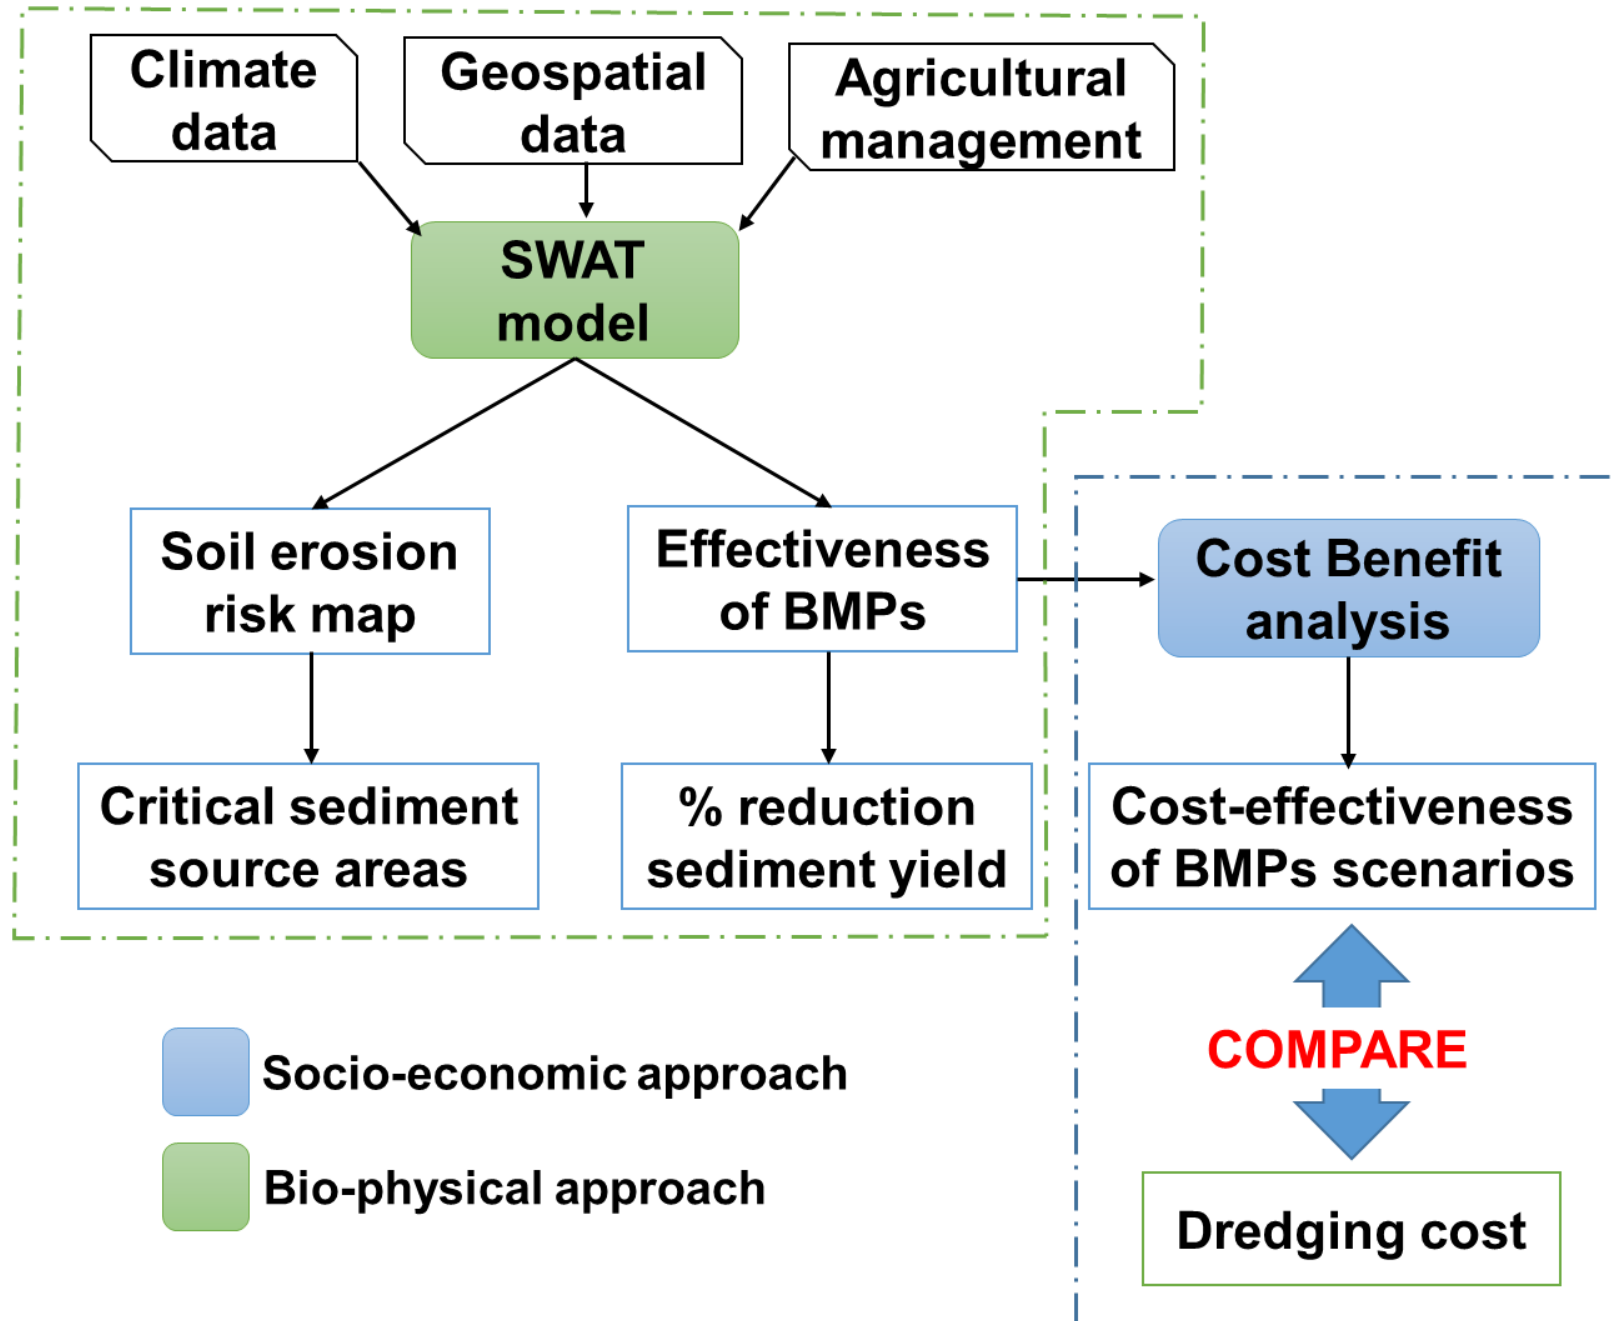 Climate
data
Geospatial
data
Agricultural
management
SWAT
model
Soil erosion
risk map
Effectiveness
of BMPs
Cost Benefit
analysis
Critical sediment
source areas
% reduction
sediment yield
Cost-effectiveness
of BMPs scenarios
COMPARE
Dredging cost
Socio-economic approach
Bio-physical approach